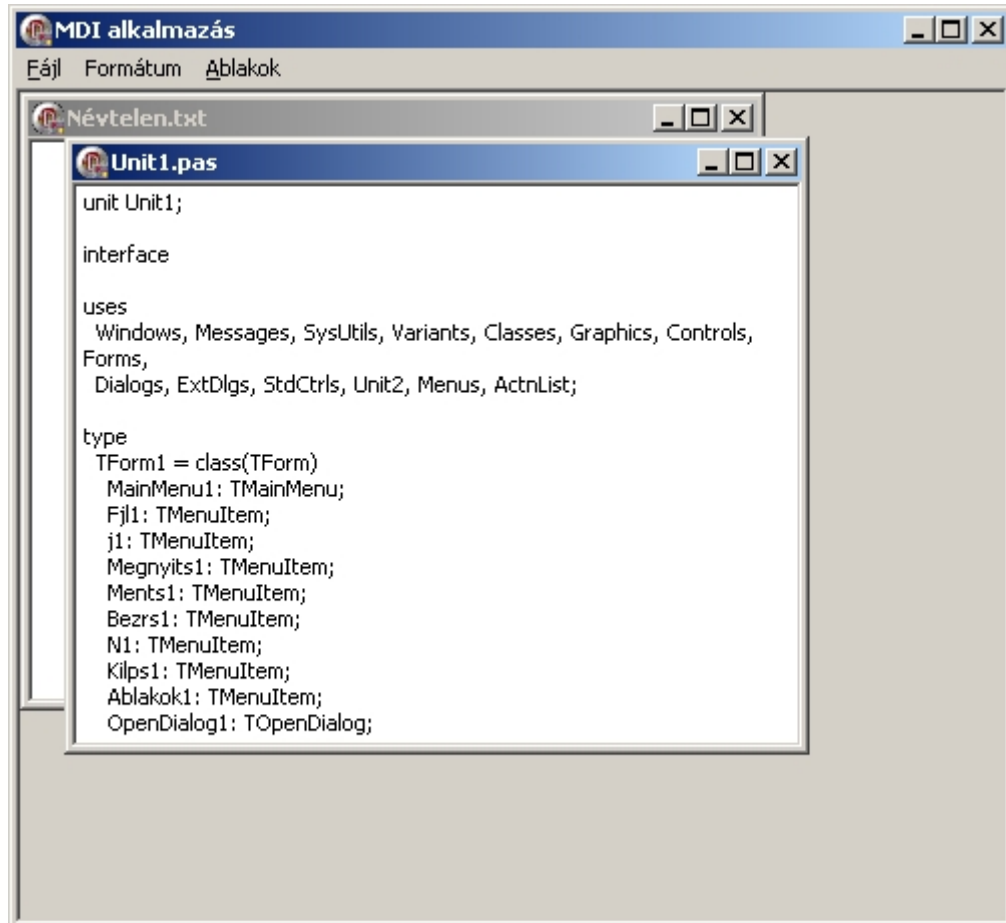 MDI alkalmazás
Fájl Formátum Ablakok
Névtelen.txt
Unit1.pas
unit Unit1;
interface
uses
Windows, Messages, SysUtils, Variants, Classes, Graphics, Controls,
Forms,
Dialogs, ExtDlgs, StdCtrls, Unit2, Menus, ActnList;
type
TForm1 = class(TForm)
MainMenu1: TMainMenu;
Fjl1: TMenuItem;
j1: TMenuItem;
Megnyits1: TMenuItem;
Ments1: TMenuItem;
Bezrs1: TMenuItem;
N1: TMenuItem;
Kilps1: TMenuItem;
Ablakok1: TMenuItem;
OpenDialog1: TOpenDialog;